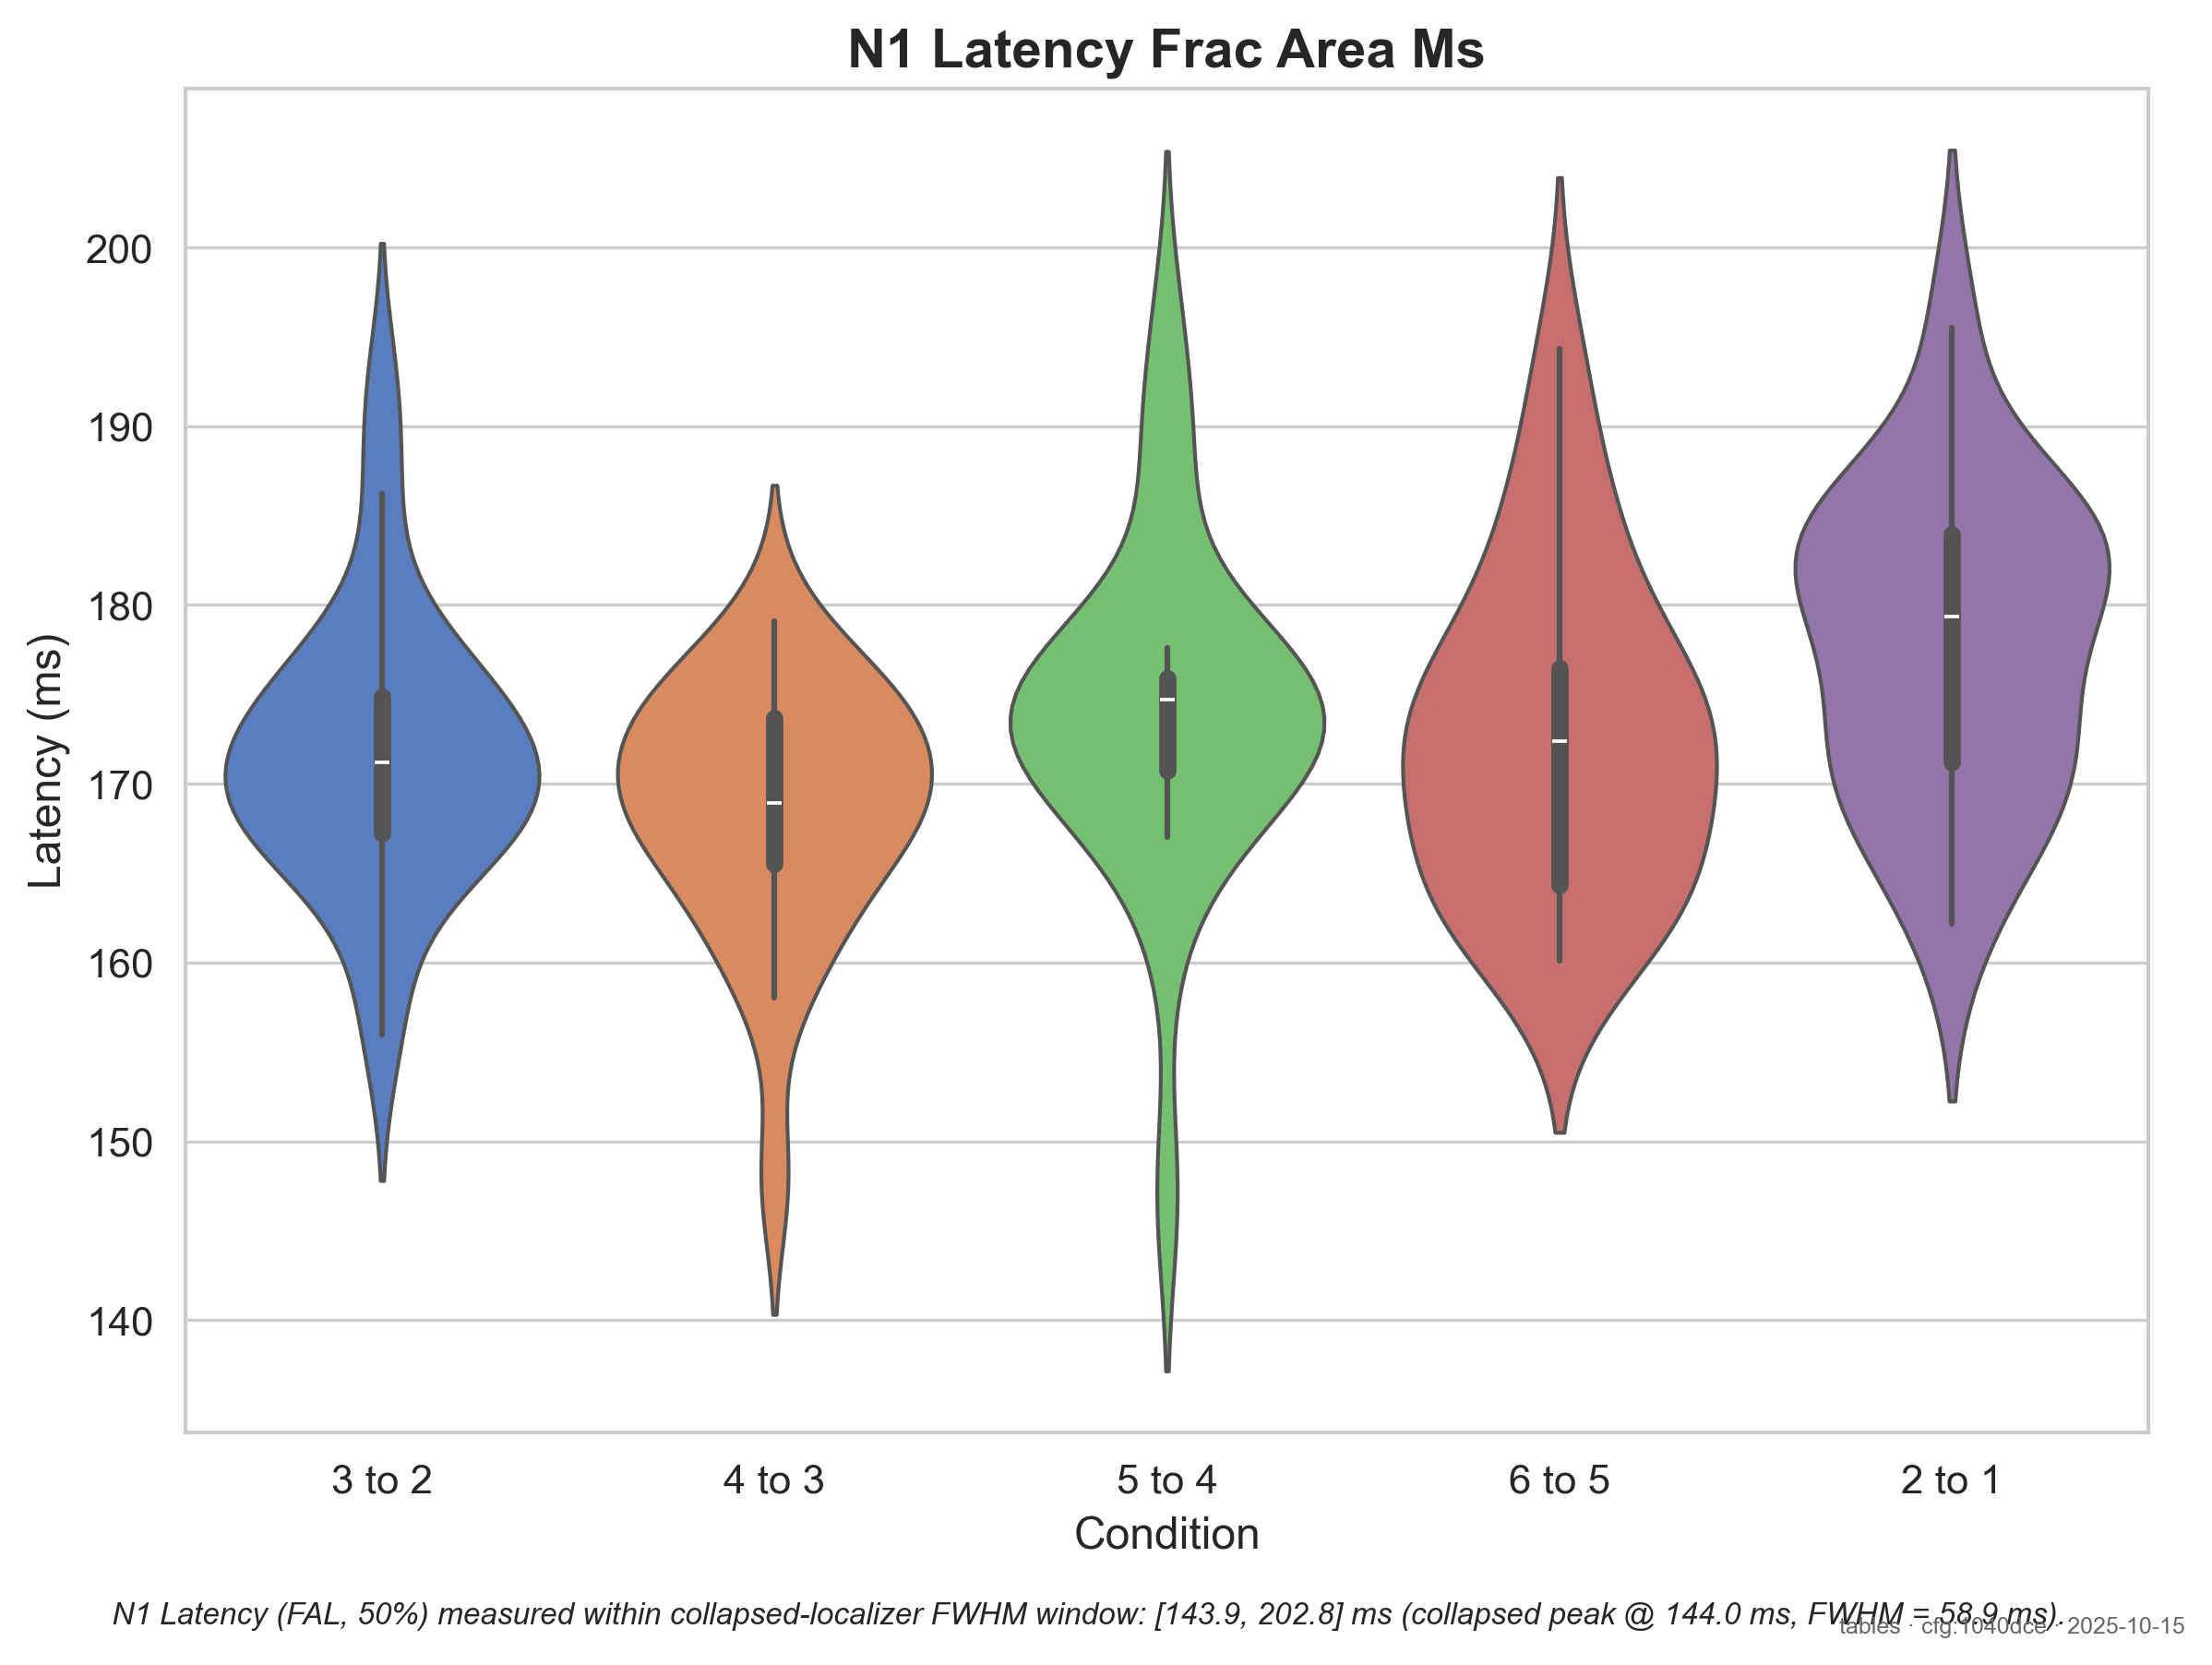 N1 Latency Frac Area Ms
Latency (ms)
200
190
180
170
160
150
140
3 to 2
4 to 3
5 to 4
6 to 5
2 to 1
Condition
N1 Latency (FAL, 50%) measured within collapsed-localizer FWHM window: [143.9, 202.8] ms (collapsed peak @ 144.0 ms, FWHM = 58.9 ms).
tables · cfg:1040dce · 2025-10-15